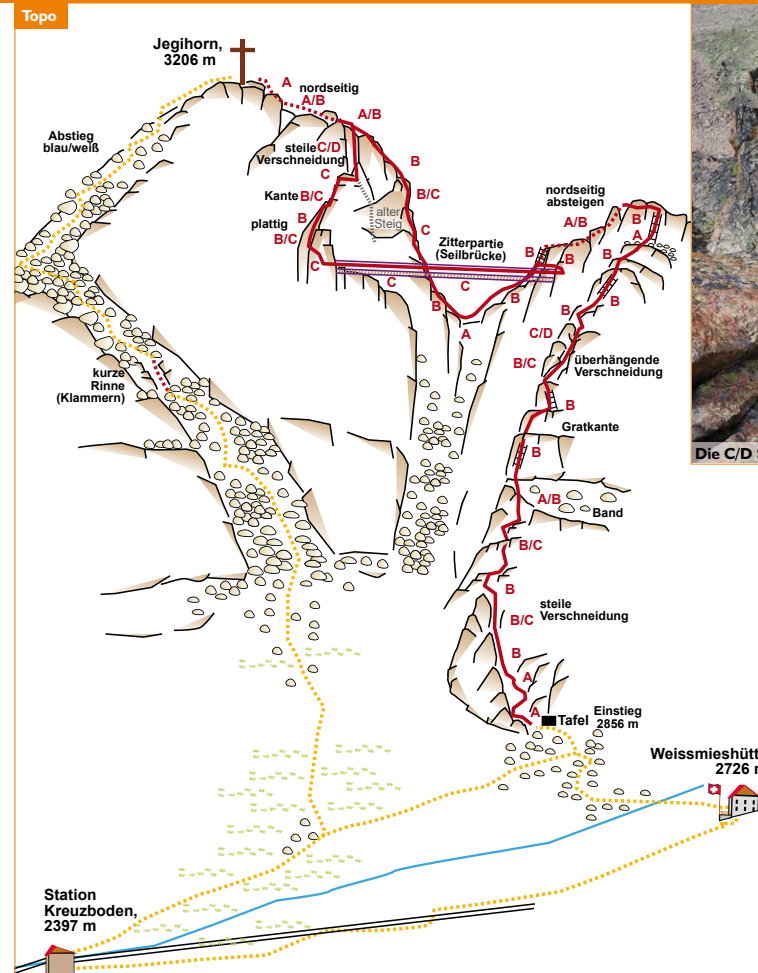 Topo
Jegihorn,
3206 m
A
nordseitig
A/B
A/B
Abstieg
blau/weiß
steile
Verschneidung
C/D
C
B
Kante
B/C
B/C
alter
Steig
nordseitig
absteigen
B
plattig
B/C
C
A/B
B
A
Zitterpartie
(Seilbrücke)
B
B
B
C
C
C
B
B
B
A
B
C/D
B/C
überhängende
Verschneidung
kurze
Rinne
(Klammern)
B
Gratkante
B
Die C/D
A/B
Band
B/C
B
steile
Verschneidung
B/C
B
A
A
Tafel
Einstieg
2856 m
Weissmieshütt
2726 m
Station
Kreuzboden,
2397 m